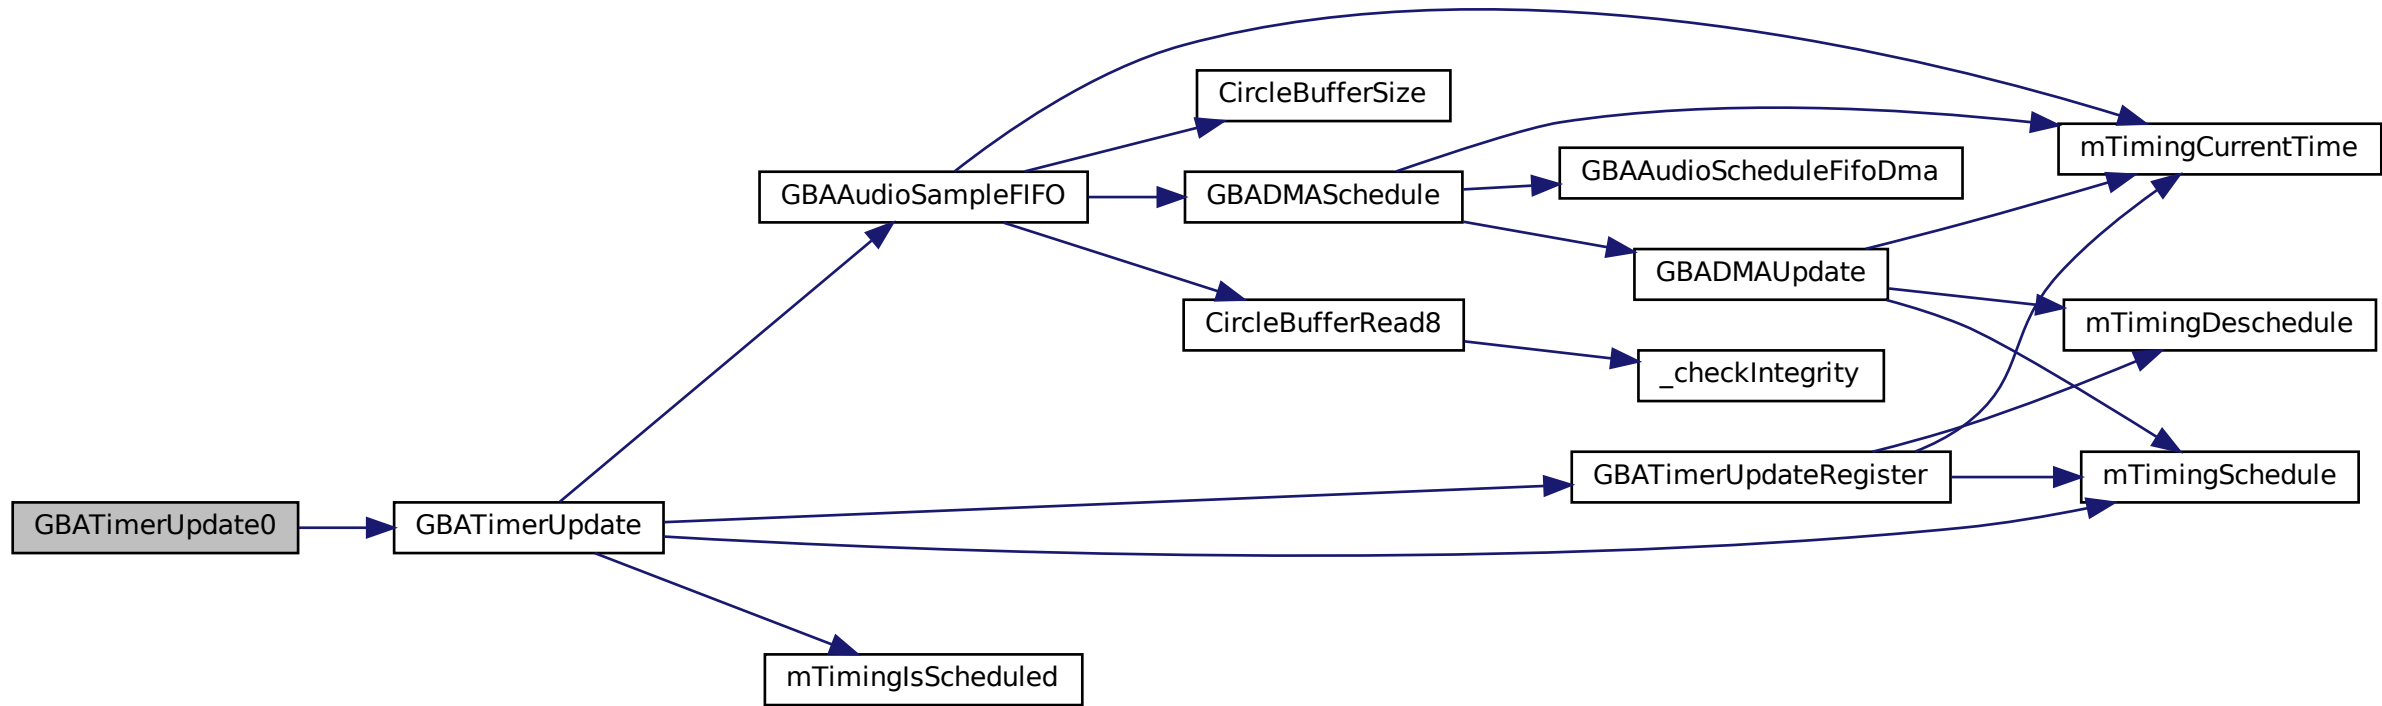 GBATimerUpdate0
GBATimerUpdate
GBAAudioSampleFIFO
mTimingIsScheduled
CircleBufferSize
GBADMASchedule
CircleBufferRead8
GBAAudioScheduleFifoDma
GBADMAUpdate
_checkIntegrity
GBATimerUpdateRegister
mTimingCurrentTime
mTimingDeschedule
mTimingSchedule